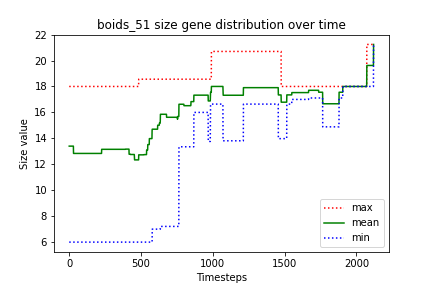 boids_51 size gene distribution over time
Size value
22
20
18
16
14
12
10
8
6
0
500
1000
1500
2000
Timesteps
max
mean
min